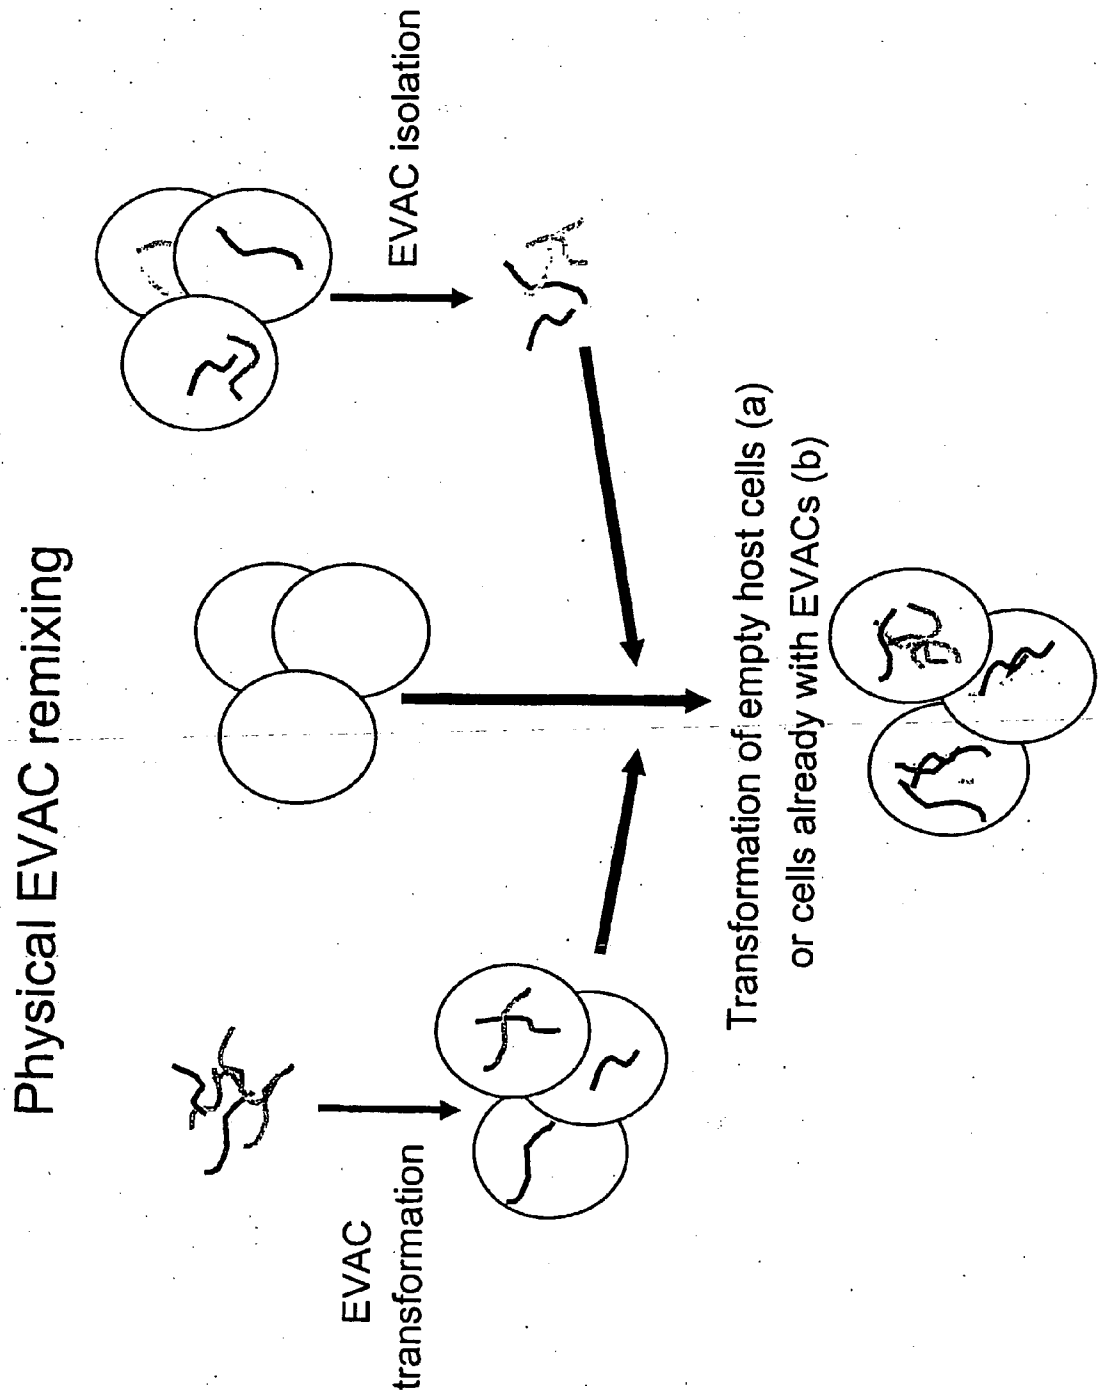 Physical EVAC remixing
EVAC
transformation
EVAC isolation
Transformation of empty host cells (a)
or cells already with EVACs (b)